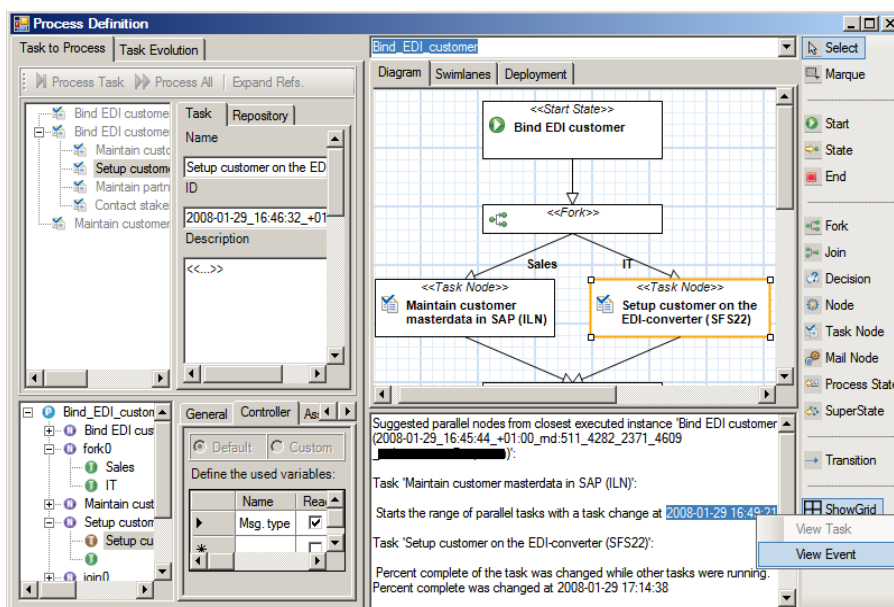 Process Definition
Task to Process
Task Evolution
Process Task
Process All
Expand Refs.
Bind EDI custome
Bind EDI custome
Maintain custo
Setup custome
Maintain partn
Contact stake
Maintain customer
Task
Repository
Name
Setup customer on the ED
ID
2008-01-29_16:46:32_+01
Description
<<...>>
Bind_EDI_custom
Bind EDI cus
fork0
Sales
IT
Maintain cust
Setup custom
Setup cu
join0
General
Controller
As
Default
Custom
Define the used variables:
Name
Read
Msg. type
Bind_EDI_customer
Diagram
Swimlanes
Deployment
<<Start State>>
Bind EDI customer
<<Fork>>
Sales
IT
<<Task Node>>
Maintain customer
masterdata in SAP (ILN)
<<Task Node>>
Setup customer on the
EDI-converter (SFS22)
Suggested parallel nodes from closest executed instance 'Bind EDI customer
(2008-01-29_16:45:44_+01:00_md:511_4282_2371_4609
)':
Task 'Maintain customer masterdata in SAP (ILN)':
Starts the range of parallel tasks with a task change at 2008-01-29 16:49:21
Task 'Setup customer on the EDI-converter (SFS22)':
Percent complete of the task was changed while other tasks were running.
Percent complete was changed at 2008-01-29 17:14:38
Select
Marque
Start
State
End
Fork
Join
Decision
Node
Task Node
Mail Node
Process State
SuperState
Transition
ShowGrid
View Task
View Event